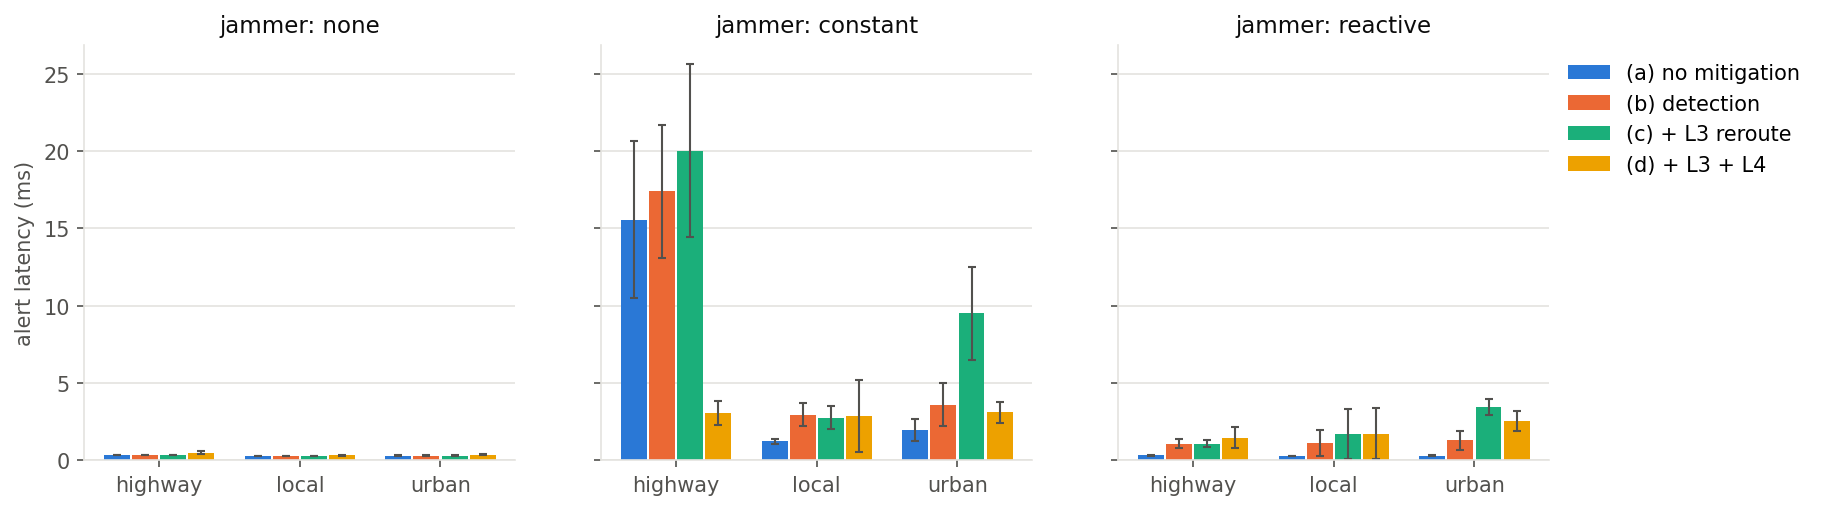 jammer: none
jammer: constant
jammer: reactive
alert latency (ms)
25
20
15
10
5
0
highway local urban
highway local urban
highway local urban
(a) no mitigation
(b) detection
(c) + L3 reroute
(d) + L3 + L4